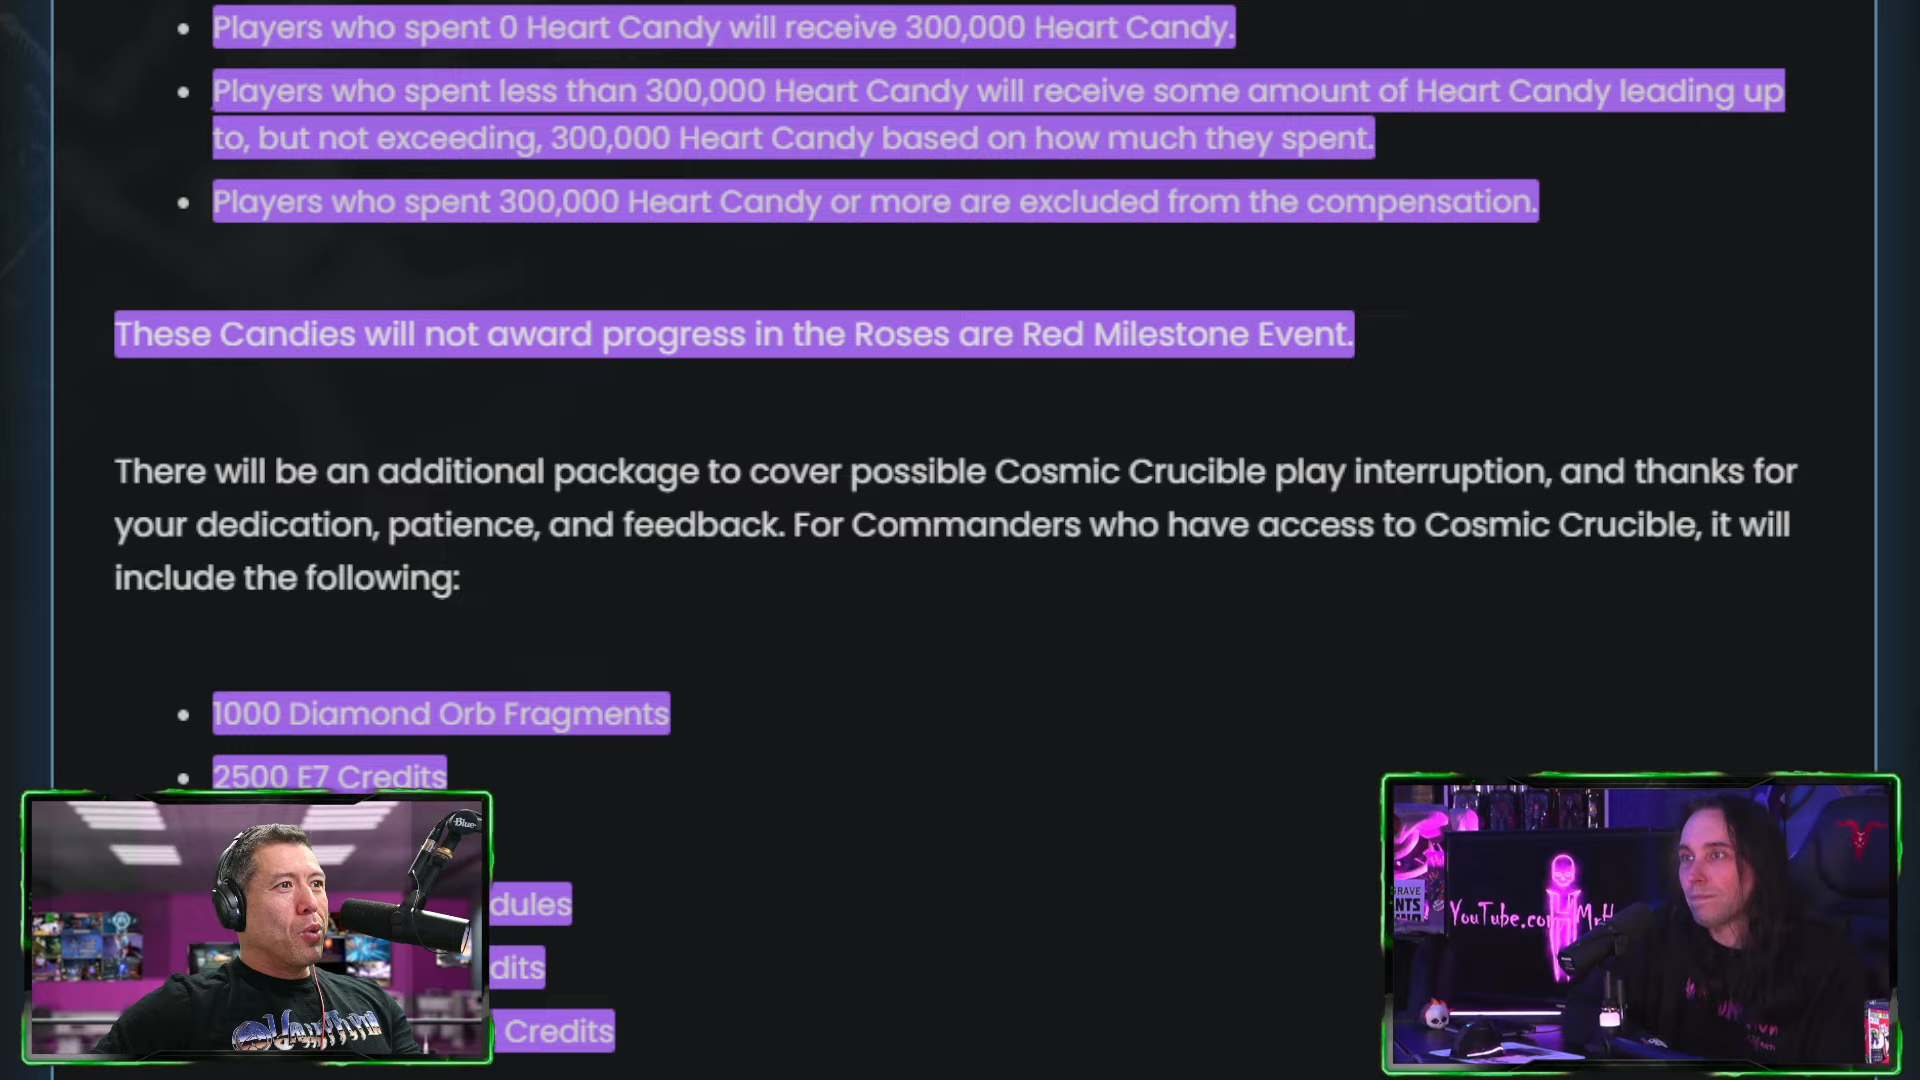 Players who spent 0 Heart Candy will receive 300,000 Heart Candy.
Players who spent less than 300,000 Heart Candy will receive some amount of Heart Candy leading up
to, but not exceeding, 300,000 Heart Candy based on how much they spent.
Players who spent 300,000 Heart Candy or more are excluded from the compensation.
These Candies will not award progress in the Roses are Red Milestone Event.
There will be an additional package to cover possible Cosmic Crucible play interruption, and thanks for
your dedication, patience, and feedback. For Commanders who have access to Cosmic Crucible, it will
include the following:
1000 Diamond Orb Fragments
2500 E7 Credits
dules
dits
Credits
Blue
YouTube.com MrH